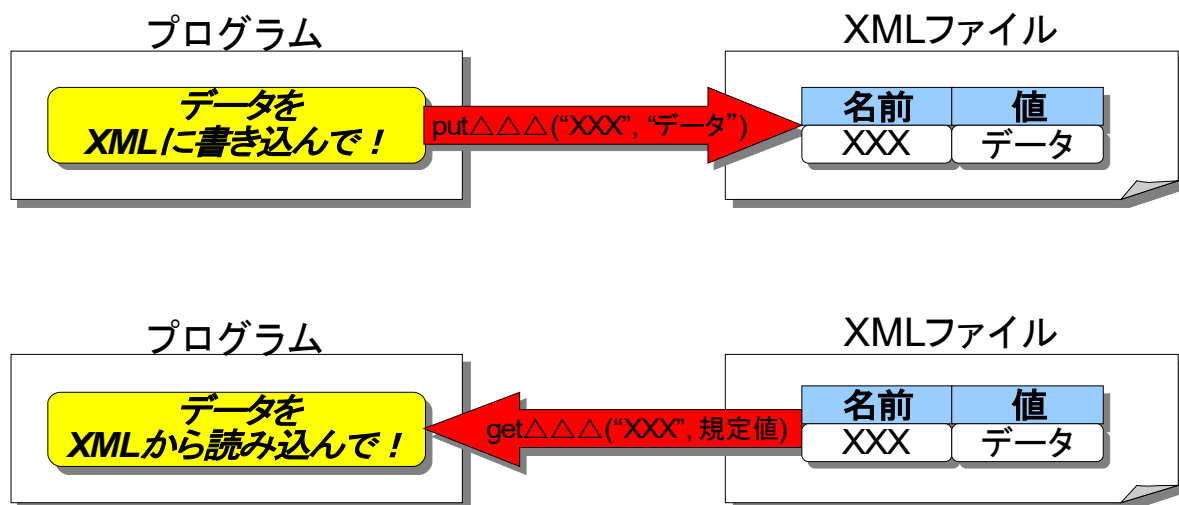 プログラム
XMLファイル
データを
XMLに書き込んで！
put△△△(“XXX”, “データ”)
名前 値
XXX データ
プログラム
XMLファイル
データを
XMLから読み込んで！
get△△△(“XXX”, 規定値)
名前 値
XXX データ